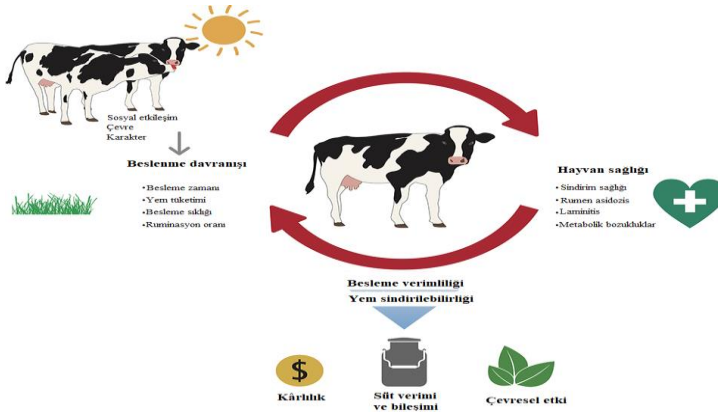 Sosyal etkileşim
Çevre
Karakter
Beslenme davranışı
•Besleme zamanı
•Yem tüketimi
•Besleme sıklığı
•Ruminasyon oranı
Hayvan sağlığı
•Sindirim sağlığı
•Rumen asidozis
•Laminitis
•Metabolik bozukluklar
Besleme verimliliği
Yem sindirilebilirliği
$
Kârlılık
Süt verimi
ve bileşimi
Çevresel etki